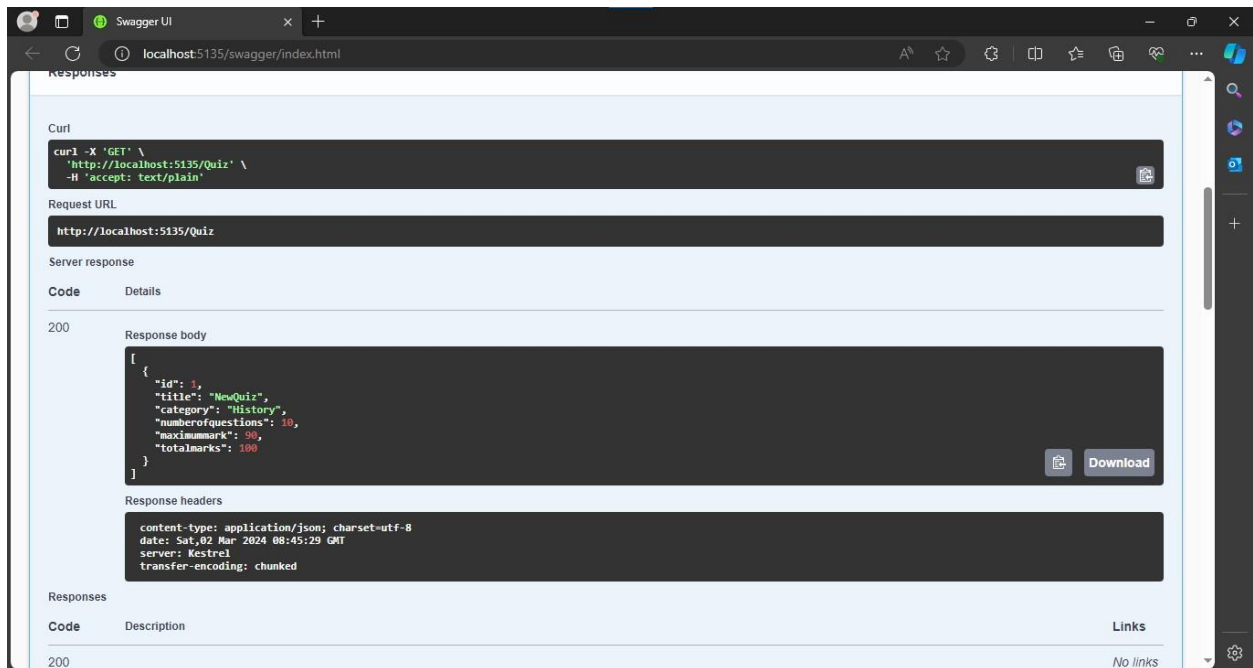 Swagger UI
localhost:5135/swagger/index.html
Responses
Curl
curl -X 'GET' \
'http://localhost:5135/Quiz' \
-H 'accept: text/plain'
Request URL
http://localhost:5135/Quiz
Server response
Code Details
200
Response body
[
{
"id": 1,
"title": "NewQuiz",
"category": "History",
"numberofquestions": 10,
"maximummark": 90,
"totalmarks": 100
}
]
Download
Response headers
content-type: application/json; charset=utf-8
date: Sat,02 Mar 2024 08:45:29 GMT
server: Kestrel
transfer-encoding: chunked
Responses
Code Description Links
200 No links